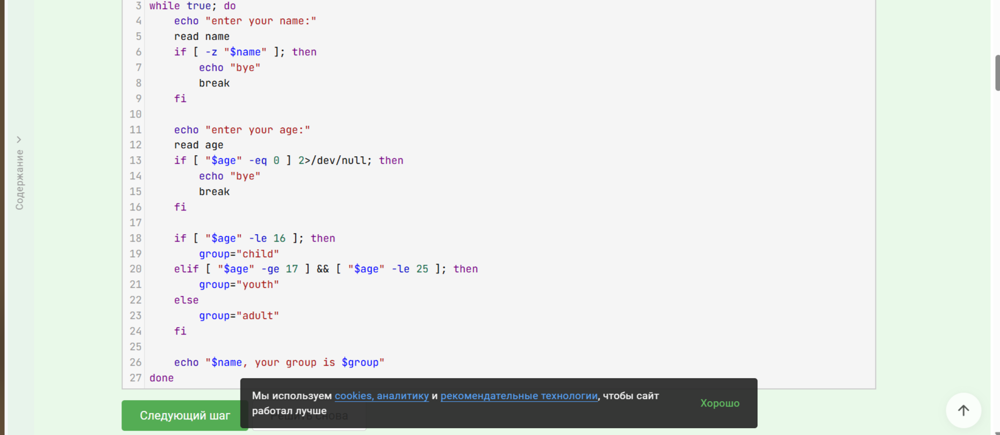 3 while true; do
4     echo "enter your name:"
5     read name
6     if [ -z "$name" ]; then
7         echo "bye"
8         break
9     fi
10
11     echo "enter your age:"
12     read age
13     if [ "$age" -eq 0 ] 2>/dev/null; then
14         echo "bye"
15         break
16     fi
17
18     if [ "$age" -le 16 ]; then
19         group="child"
20     elif [ "$age" -ge 17 ] && [ "$age" -le 25 ]; then
21         group="youth"
22     else
23         group="adult"
24     fi
25
26     echo "$name, your group is $group"
27 done
Содержание
Мы используем cookies, аналитику и рекомендательные технологии, чтобы сайт
работал лучше
Хорошо
Следующий шаг
Решить снова